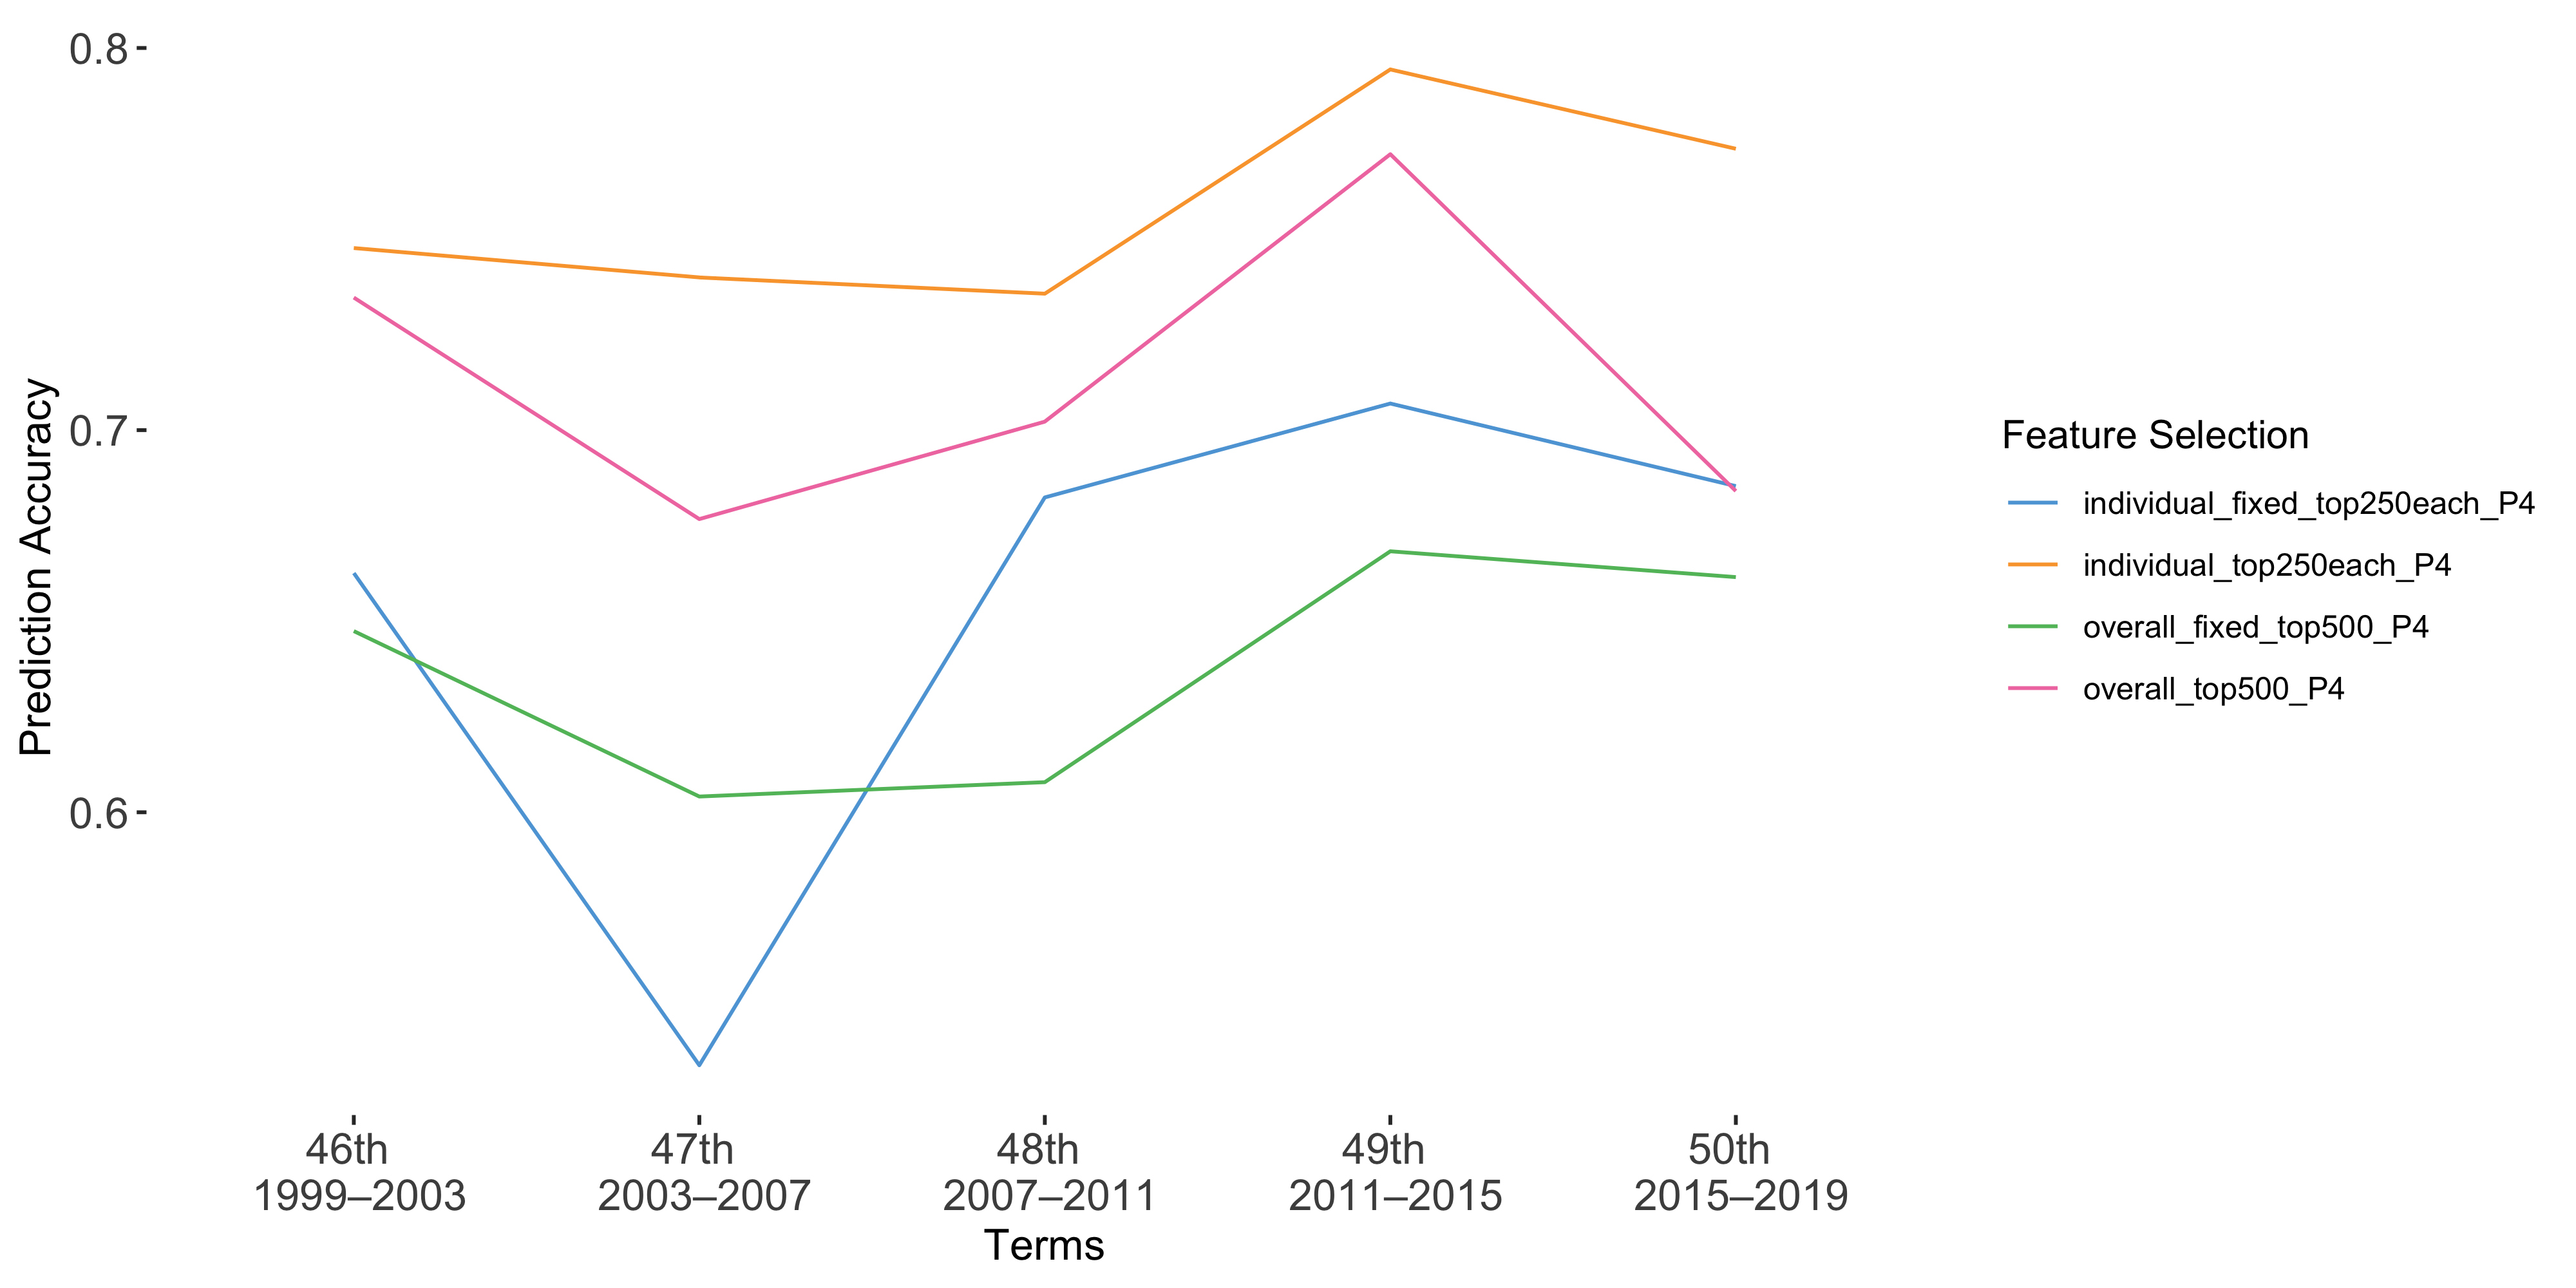 0.8
0.7
0.6
Prediction Accuracy
46th
1999–2003
47th
2003–2007
48th
2007–2011
49th
2011–2015
50th
2015–2019
Terms
Feature Selection
individual_fixed_top250each_P4
individual_top250each_P4
overall_fixed_top500_P4
overall_top500_P4